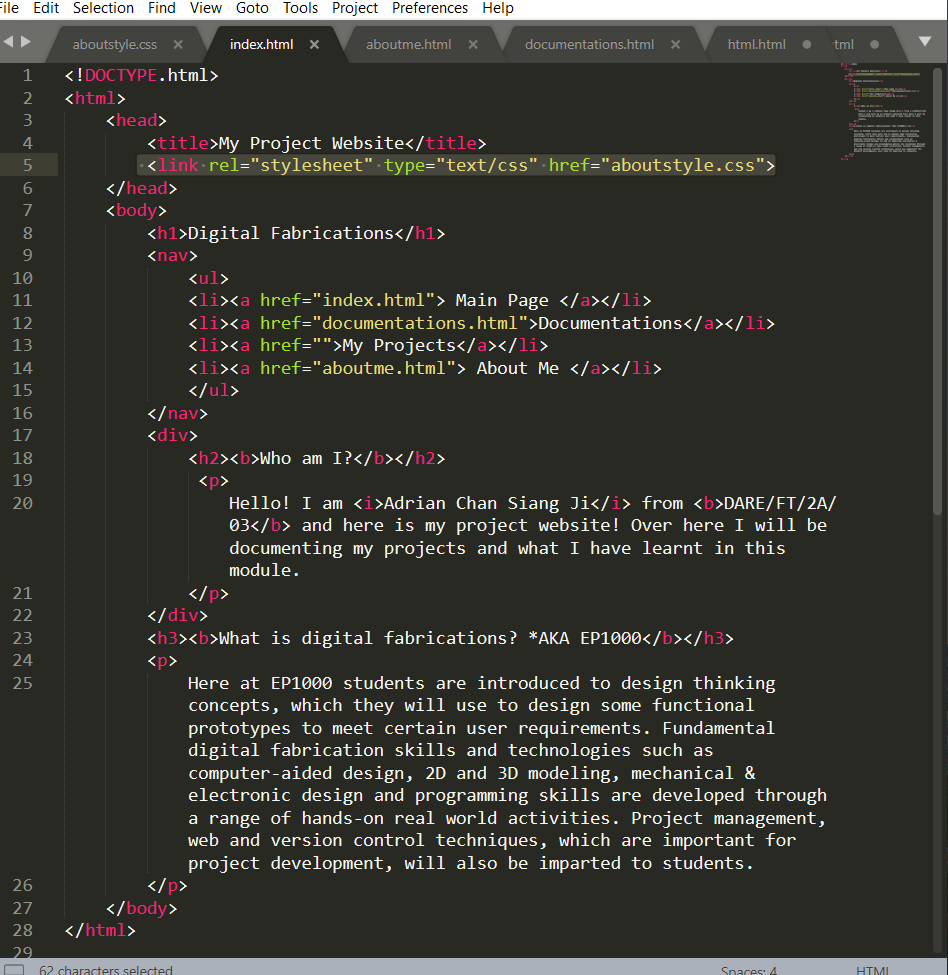 File Edit Selection Find View Goto Tools Project Preferences Help
aboutstyle.css × index.html × aboutme.html × documentations.html × html.html tml
1 <!DOCTYPE.html>
2 <html>
3 <head>
4 <title>My Project Website</title>
5 <link rel="stylesheet" type="text/css" href="aboutstyle.css">
6 </head>
7 <body>
8 <h1>Digital Fabrications</h1>
9 <nav>
10 <ul>
11 <li><a href="index.html"> Main Page </a></li>
12 <li><a href="documentations.html">Documentations</a></li>
13 <li><a href="">My Projects</a></li>
14 <li><a href="aboutme.html"> About Me </a></li>
15 </ul>
16 </nav>
17 <div>
18 <h2><b>Who am I?</b></h2>
19 <p>
20 Hello! I am <i>Adrian Chan Siang Ji</i> from <b>DARE/FT/2A/
03</b> and here is my project website! Over here I will be
documenting my projects and what I have learnt in this
module.
21 </p>
22 </div>
23 <h3><b>What is digital fabrications? *AKA EP1000</b></h3>
24 <p>
25 Here at EP1000 students are introduced to design thinking
concepts, which they will use to design some functional
prototypes to meet certain user requirements. Fundamental
digital fabrication skills and technologies such as
computer-aided design, 2D and 3D modeling, mechanical &
electronic design and programming skills are developed through
a range of hands-on real world activities. Project management,
web and version control techniques, which are important for
project development, will also be imparted to students.
26 </p>
27 </body>
28 </html>
29
62 characters selected Spaces: 4 HTML